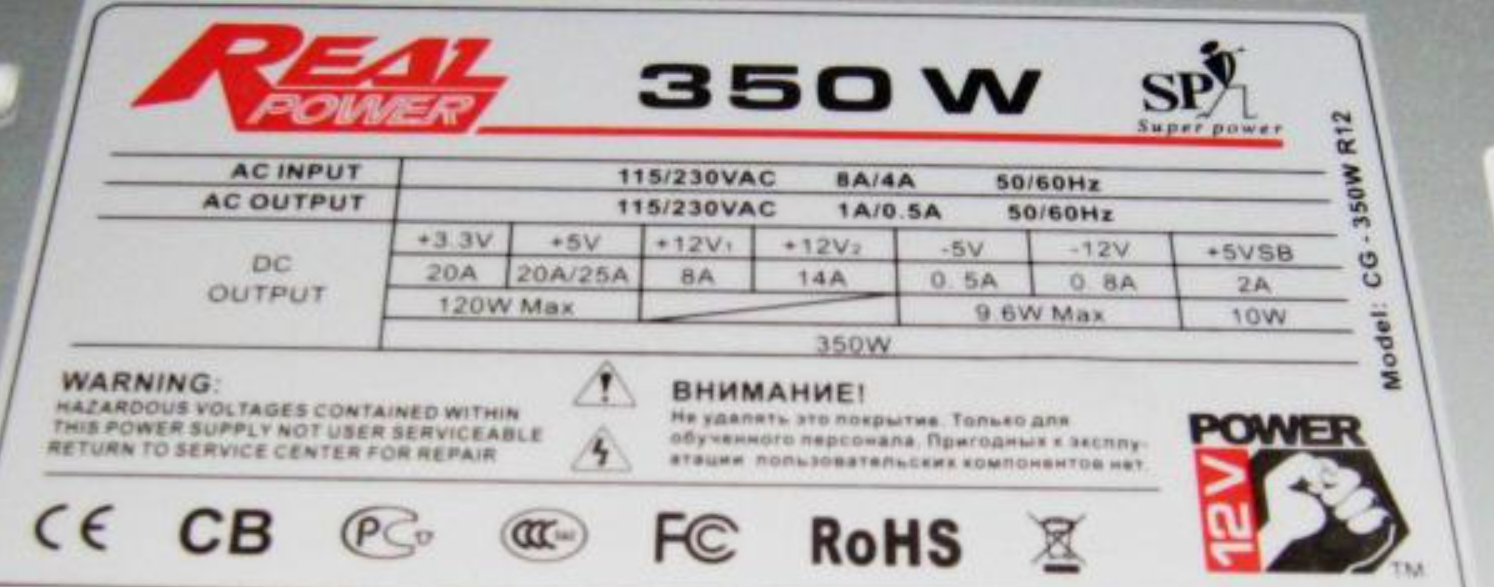 REAL POWER
350 W
SP
Super power
AC INPUT 115/230VAC 8A/4A 50/60Hz
AC OUTPUT 115/230VAC 1A/0.5A 50/60Hz
DC OUTPUT
+3.3V +5V +12V₁ +12V₂ -5V -12V +5VSB
20A 20A/25A 8A 14A 0.5A 0.8A 2A
120W Max 9.6W Max 10W
350W
Model: CG - 350W R12
WARNING:
HAZARDOUS VOLTAGES CONTAINED WITHIN
THIS POWER SUPPLY NOT USER SERVICEABLE
RETURN TO SERVICE CENTER FOR REPAIR
ВНИМАНИЕ!
Не удалять это покрытие. Только для
обученного персонала. Пригодных к эксплу-
атации пользовательских компонентов нет.
POWER
12V
TM
CE CB PC CCC FC RoHS